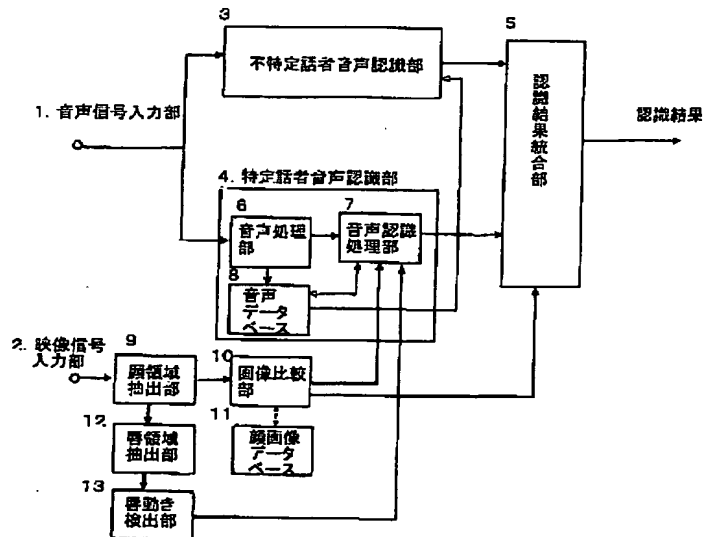 3
不特定話者音声認識部
5
認識結果統合部
認識結果
1. 音声信号入力部
4. 特定話者音声認識部
6
音声処理
部
7
音声認識
処理部
8
音声
データ
ベース
2. 映像信号
入力部
9
顔領域
抽出部
10
画像比較
部
11
顔画像
データ
ベース
12
唇領域
抽出部
13
唇動き
検出部